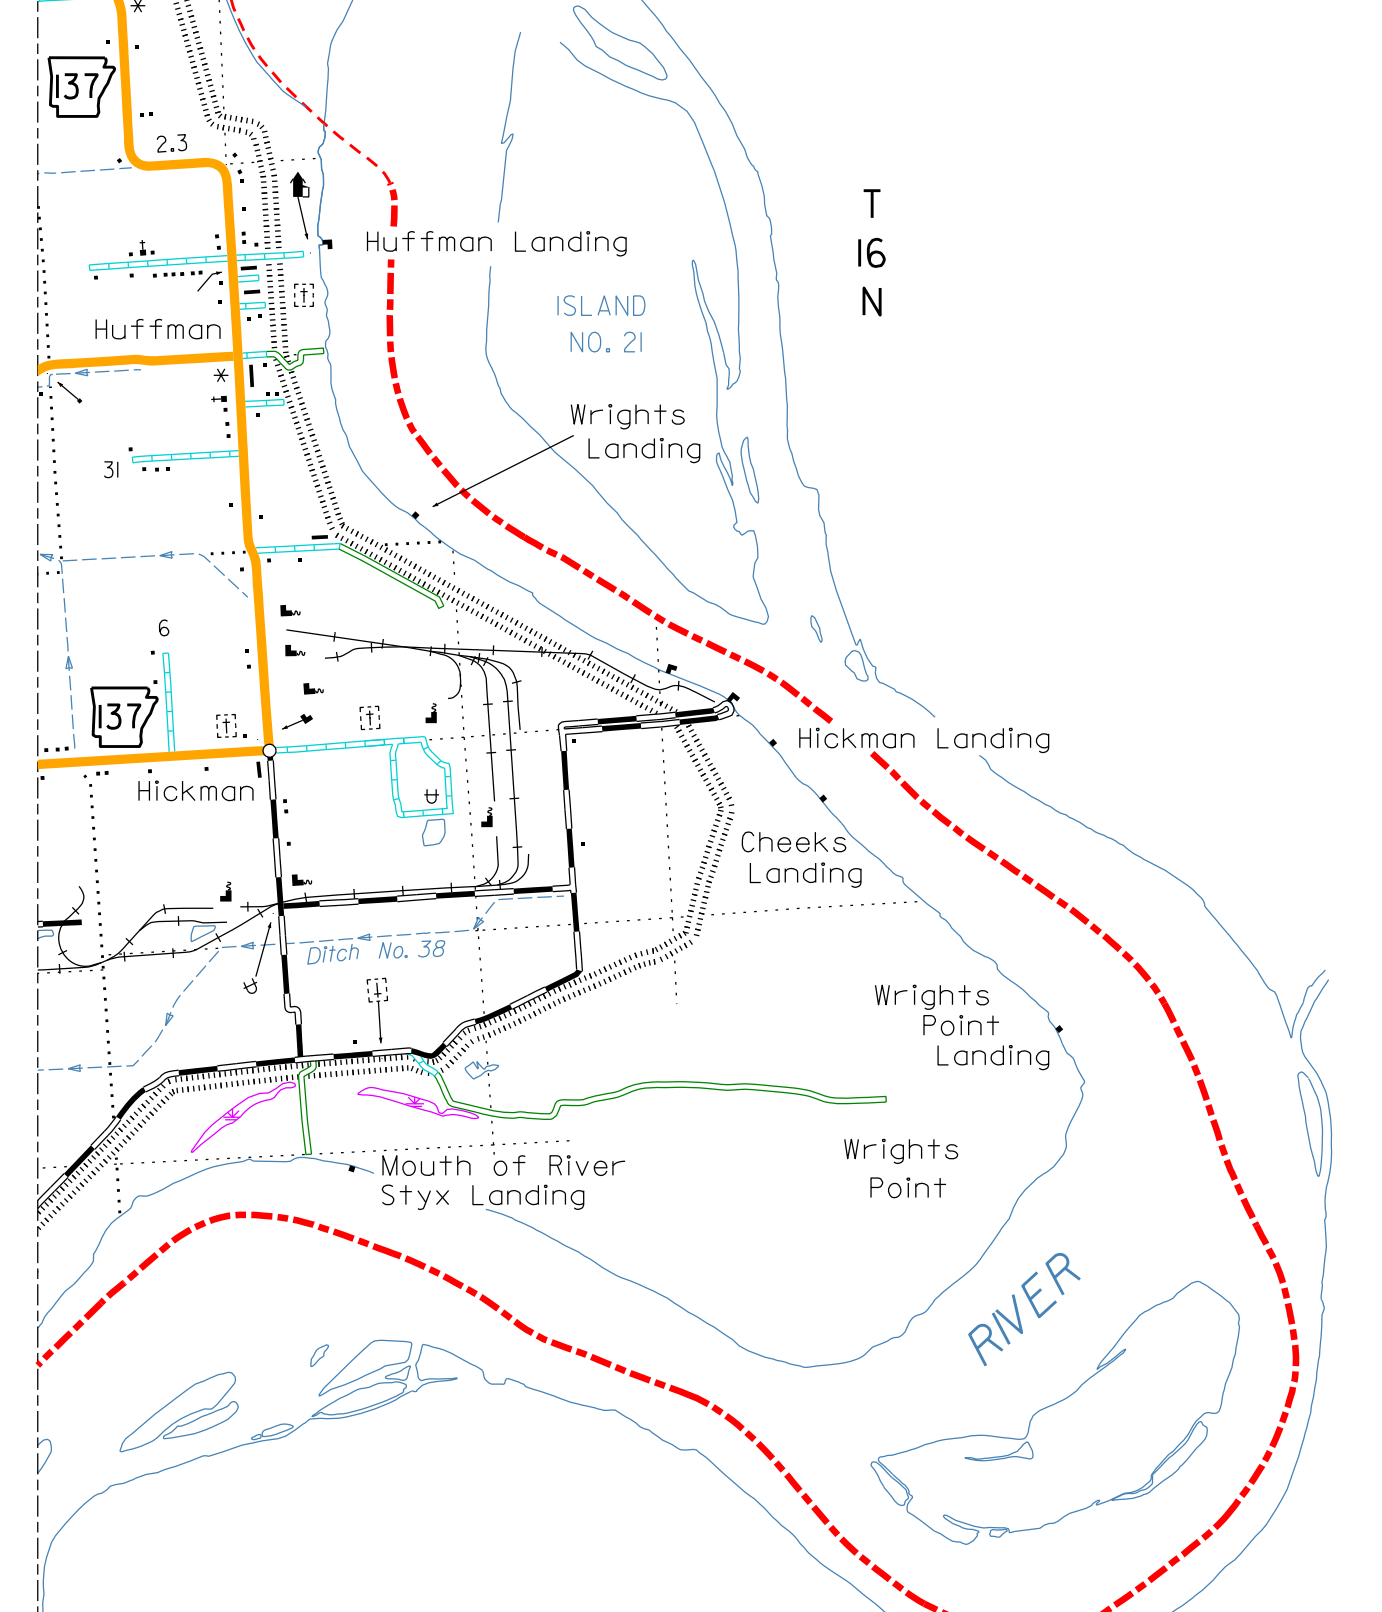 137
2.3
T
16
N
Huffman Landing
ISLAND
NO. 21
Huffman
Wrights
Landing
31
6
137
Hickman Landing
Hickman
Cheeks
Landing
Ditch No. 38
Wrights
Point
Landing
Wrights
Point
Mouth of River
Styx Landing
RIVER